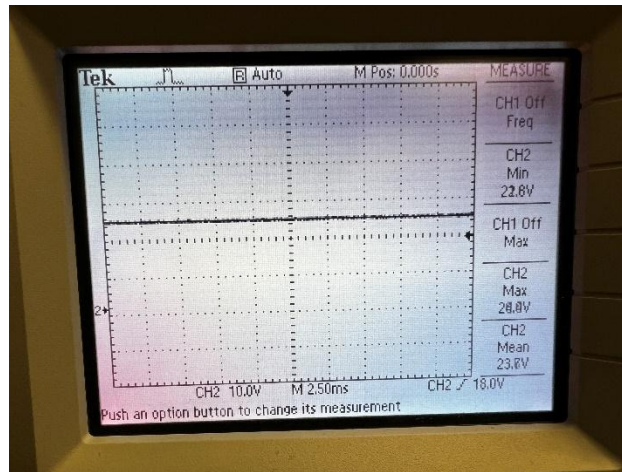 Tek R Auto M Pos: 0.000s MEASURE
CH1 Off
Freq
CH2
Min
CH1 Off
Max
CH2
Max
CH2
Mean
2
CH2 10.0V M 2.50ms CH2 18.0V
Push an option button to change its measurement